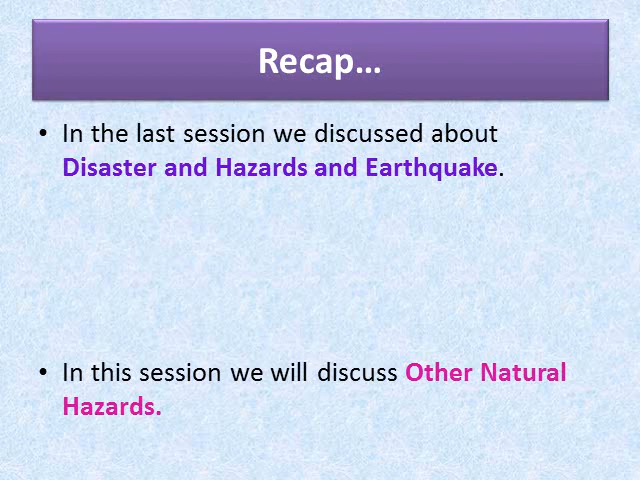 Recap…
• In the last session we discussed about
Disaster and Hazards and Earthquake.
• In this session we will discuss Other Natural
Hazards.